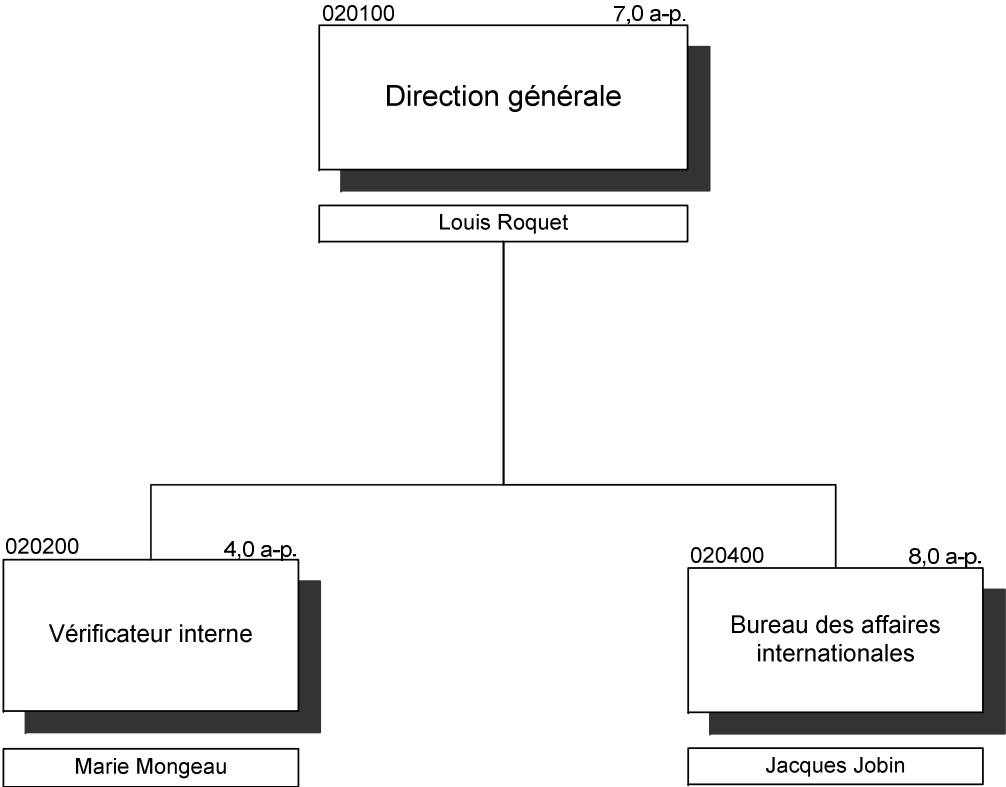 020100 7,0 a-p.
Direction générale
Louis Roquet
020200 4,0 a-p.
Vérificateur interne
Marie Mongeau
020400 8,0 a-p.
Bureau des affaires
internationales
Jacques Jobin